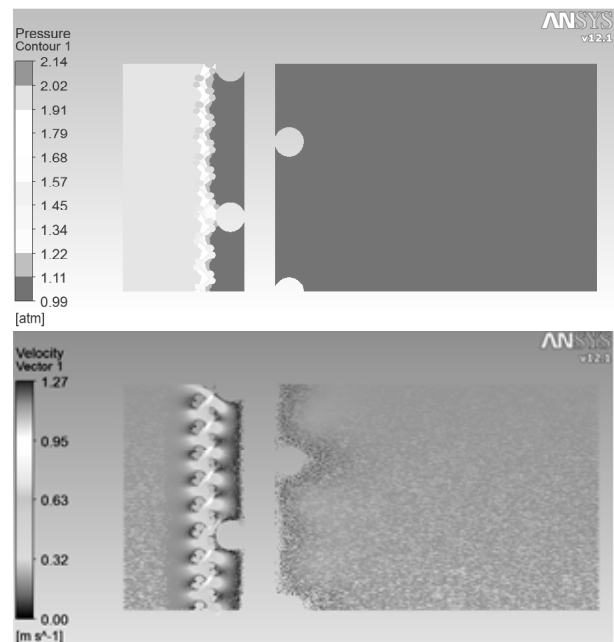 ANSYS
v12.1
Pressure
Contour 1
2.14
2.02
1.91
1.79
1.68
1.57
1.45
1.34
1.22
1.11
0.99
[atm]
ANSYS
v12.1
Velocity
Vector 1
1.27
0.95
0.63
0.32
0.00
[m s^-1]